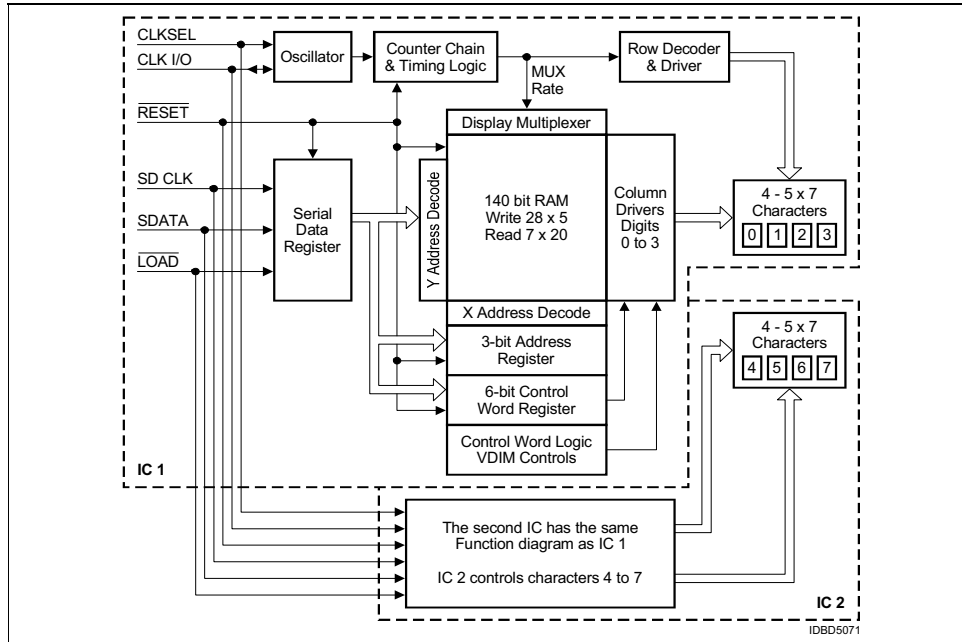 CLKSEL
CLK I/O
RESET
SD CLK
SDATA
LOAD
Oscillator
Counter Chain
& Timing Logic
MUX
Rate
Row Decoder
& Driver
Serial
Data
Register
Y Address Decode
Display Multiplexer
140 bit RAM
Write 28 x 5
Read 7 x 20
Column
Drivers
Digits
0 to 3
4 - 5 x 7
Characters
0 1 2 3
X Address Decode
3-bit Address
Register
6-bit Control
Word Register
Control Word Logic
VDIM Controls
IC 1
4 - 5 x 7
Characters
4 5 6 7
The second IC has the same
Function diagram as IC 1
IC 2 controls characters 4 to 7
IC 2
IDBD5071